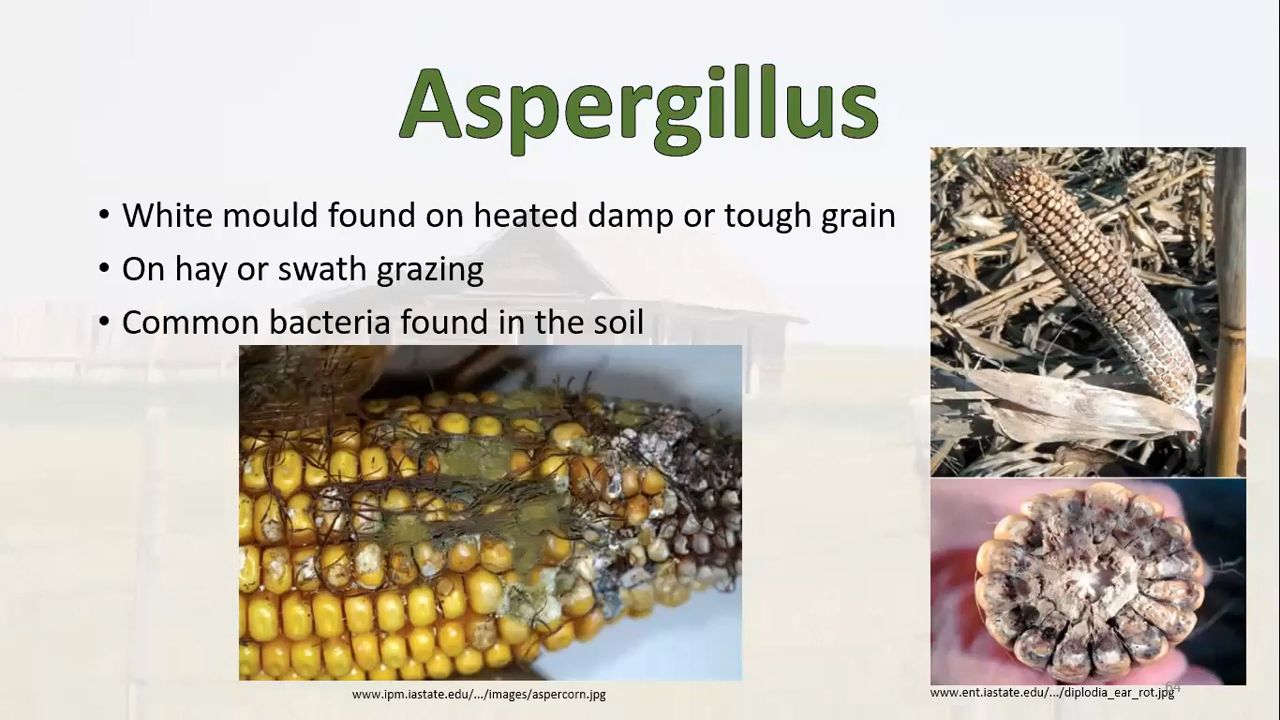 Aspergillus
• White mould found on heated damp or tough grain
• On hay or swath grazing
• Common bacteria found in the soil
www.ipm.iastate.edu/.../images/aspercorn.jpg
www.ent.iastate.edu/.../diplodia_ear_rot.jpg
64